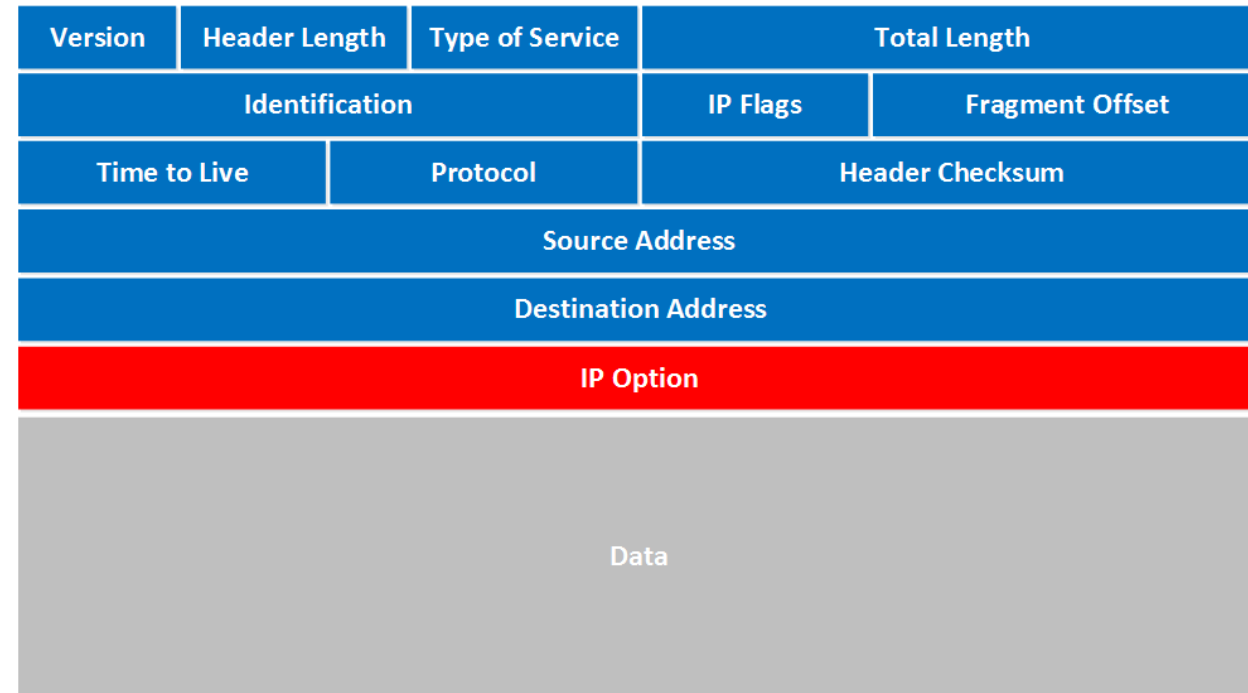 Version Header Length Type of Service Total Length
Identification IP Flags Fragment Offset
Time to Live Protocol Header Checksum
Source Address
Destination Address
IP Option
Data